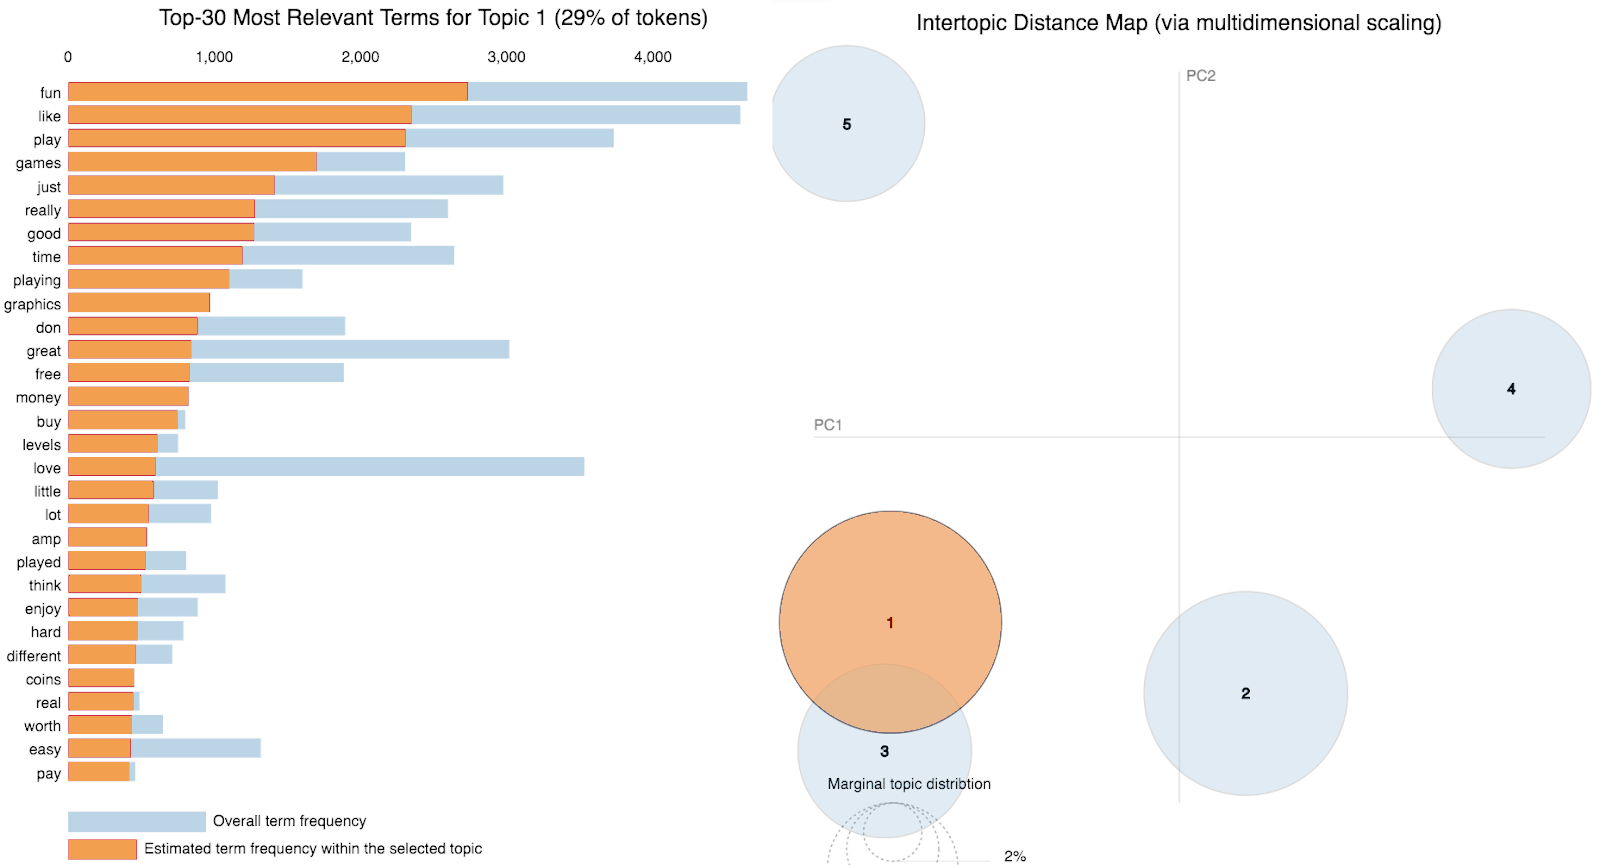 Top-30 Most Relevant Terms for Topic 1 (29% of tokens)
0 1,000 2,000 3,000 4,000
fun
like
play
games
just
really
good
time
playing
graphics
don
great
free
money
buy
levels
love
little
lot
amp
played
think
enjoy
hard
different
coins
real
worth
easy
pay
Overall term frequency
Estimated term frequency within the selected topic
Intertopic Distance Map (via multidimensional scaling)
PC2
5
4
PC1
1
2
3
Marginal topic distribtion
2%